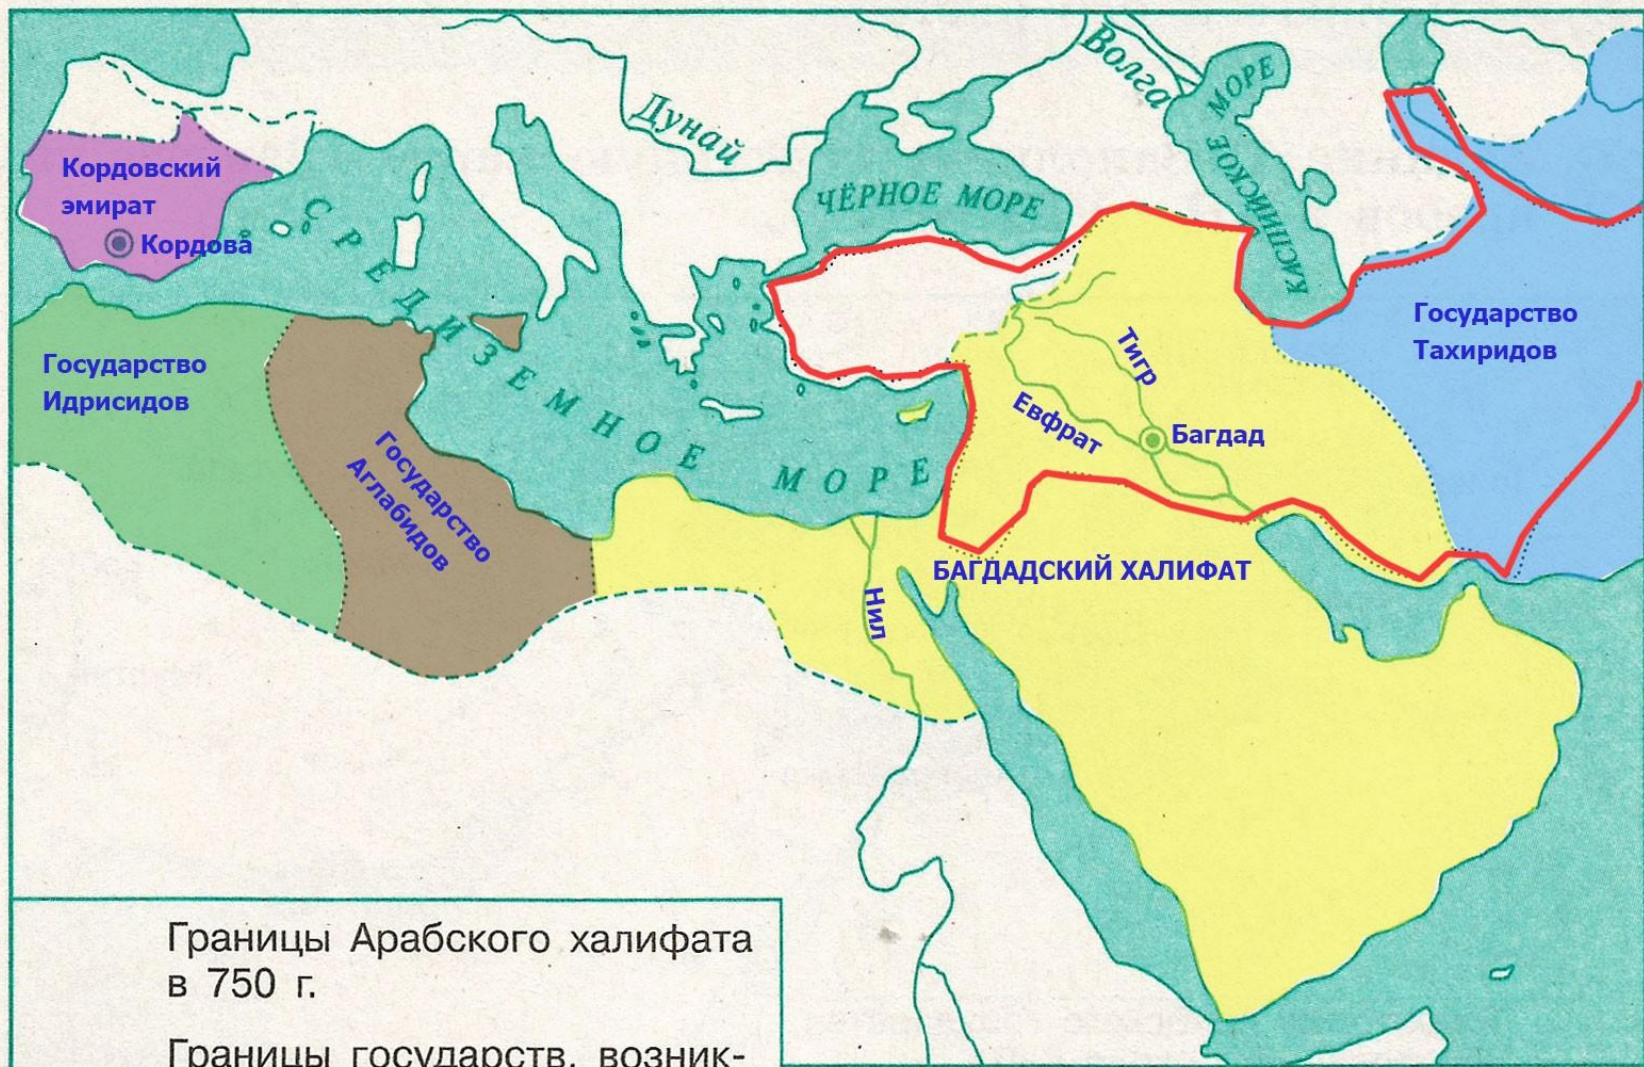 Волга
КАСПИЙСКОЕ МОРЕ
Дунай
ЧЁРНОЕ МОРЕ
Кордовский
эмират
Кордова
СРЕДИЗЕМНОЕ МОРЕ
Государство
Идрисидов
Государство
Аглабидов
Тигр
Евфрат
Багдад
Государство
Тахиридов
БАГДАДСКИЙ ХАЛИФАТ
Нил
Границы Арабского халифата
в 750 г.
Границы государств, возник-